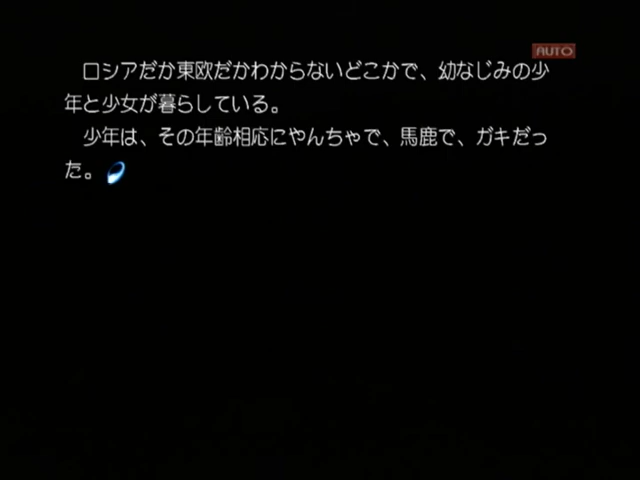 AUTO
ロシアだか東欧だかわからないどこかで、幼なじみの少
年と少女が暮らしている。
少年は、その年齢相応にやんちゃで、馬鹿で、ガキだっ
た。